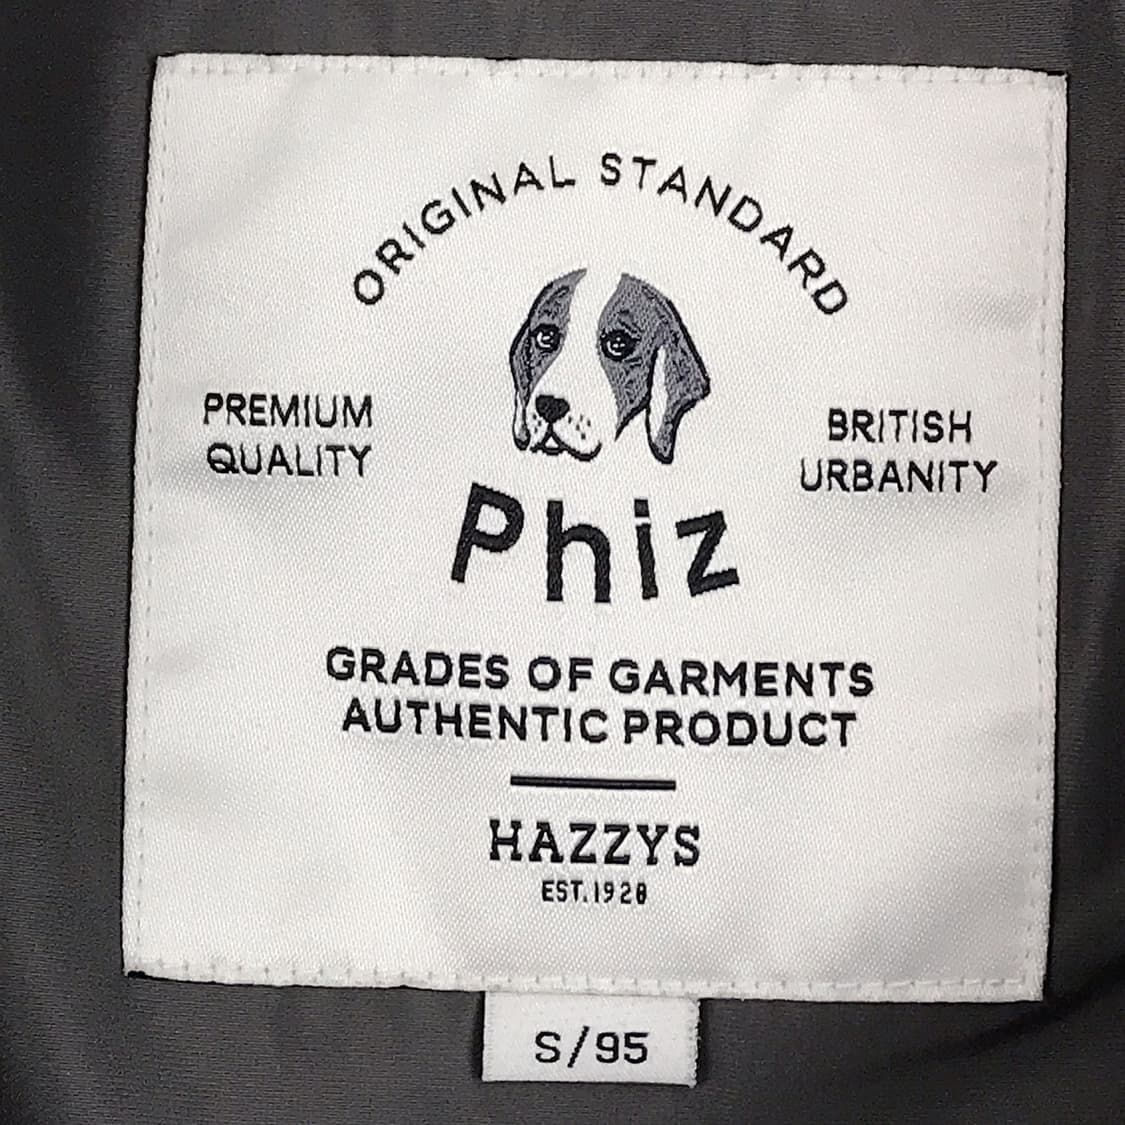 ORIGINAL STANDARD
PREMIUM
QUALITY
BRITISH
URBANITY
Phiz
GRADES OF GARMENTS
AUTHENTIC PRODUCT
HAZZYS
EST.1928
S/95